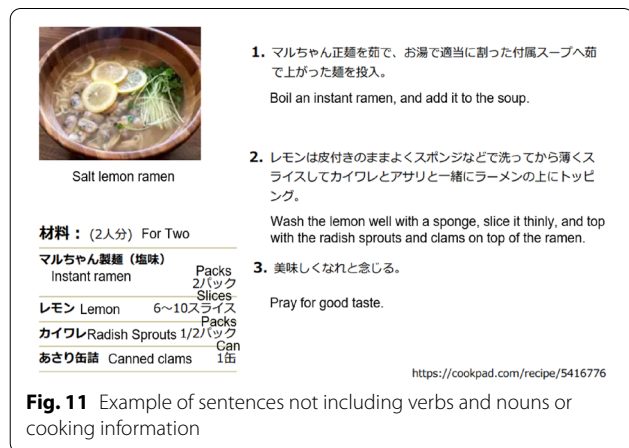 Salt lemon ramen
材料：(2人分) For Two
マルちゃん製麺（塩味）
Instant ramen
Packs
2パック
Slices
レモン Lemon 6〜10スライス
Packs
カイワレ Radish Sprouts 1/2パック
Can
あさり缶詰 Canned clams 1缶
1. マルちゃん正麺を茹で、お湯で適当に割った付属スープへ茹
で上がった麺を投入。
Boil an instant ramen, and add it to the soup.
2. レモンは皮付きのままよくスポンジなどで洗ってから薄くス
ライスしてカイワレとアサリと一緒にラーメンの上にトッピ
ング。
Wash the lemon well with a sponge, slice it thinly, and top
with the radish sprouts and clams on top of the ramen.
3. 美味しくなれと念じる。
Pray for good taste.
https://cookpad.com/recipe/5416776
Fig. 11 Example of sentences not including verbs and nouns or
cooking information